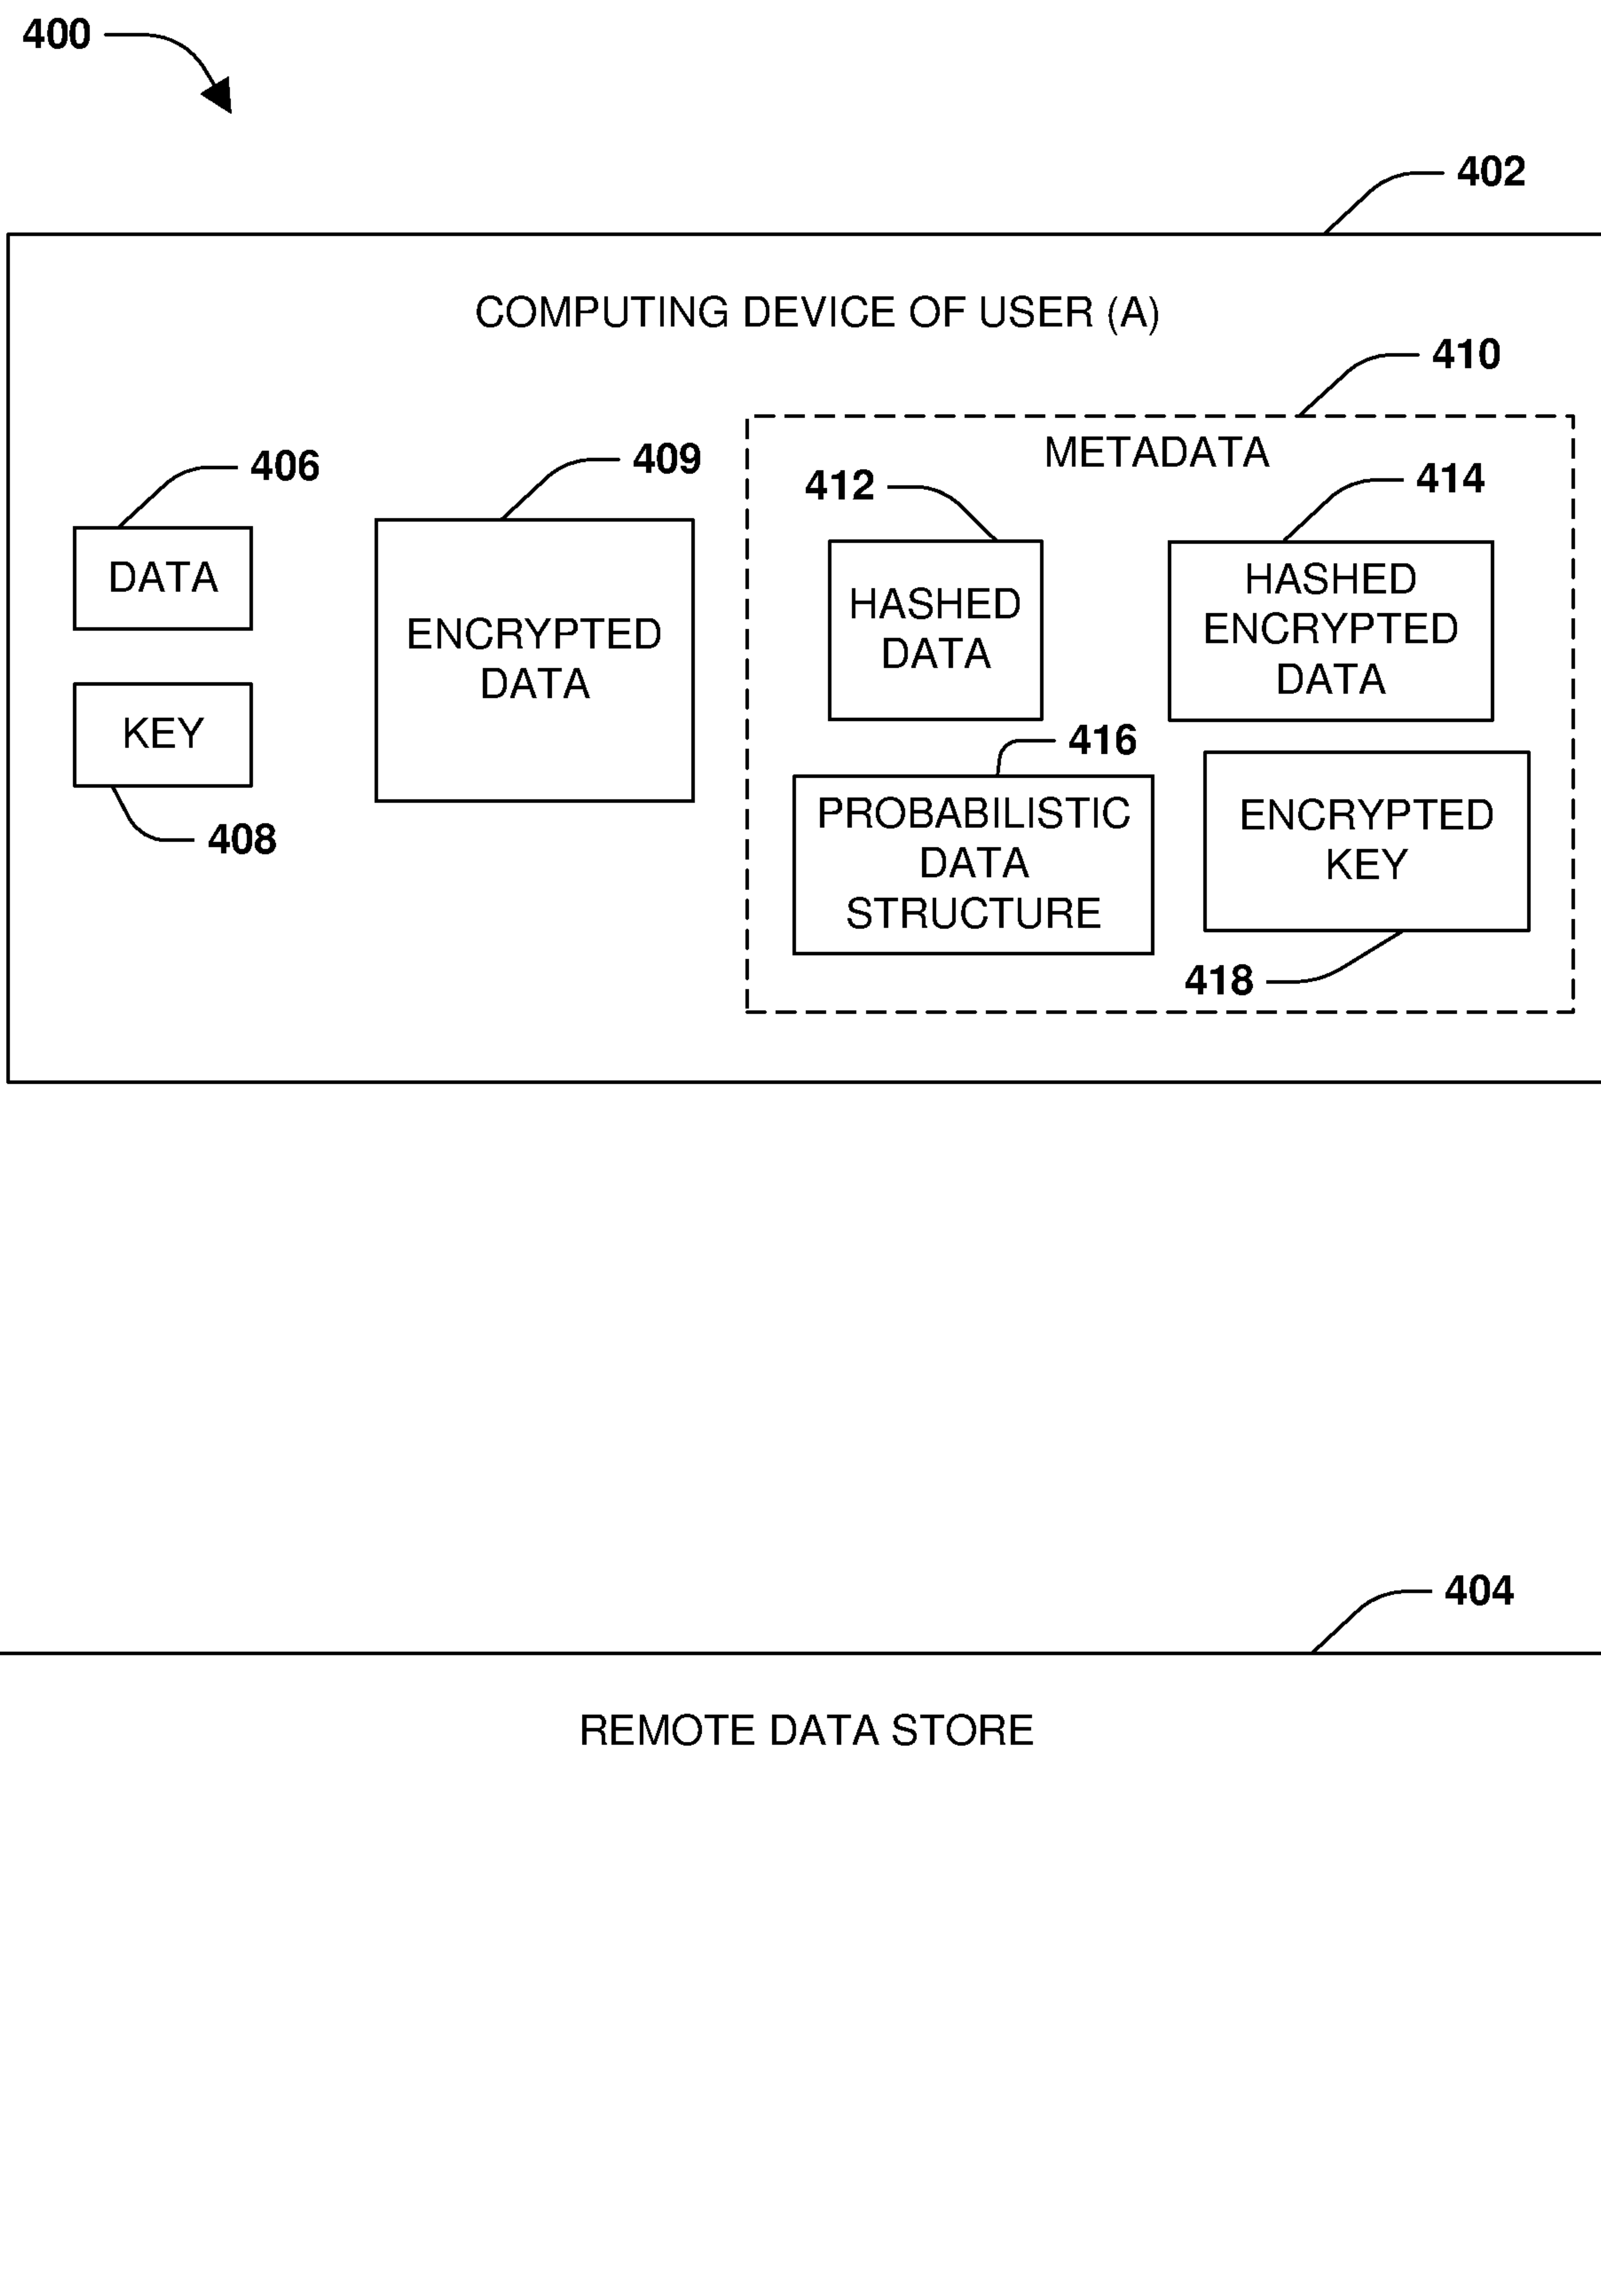 400
402
COMPUTING DEVICE OF USER (A)
410
METADATA
406
409
412
414
DATA
ENCRYPTED
DATA
HASHED
DATA
HASHED
ENCRYPTED
DATA
KEY
408
416
PROBABILISTIC
DATA
STRUCTURE
ENCRYPTED
KEY
418
404
REMOTE DATA STORE